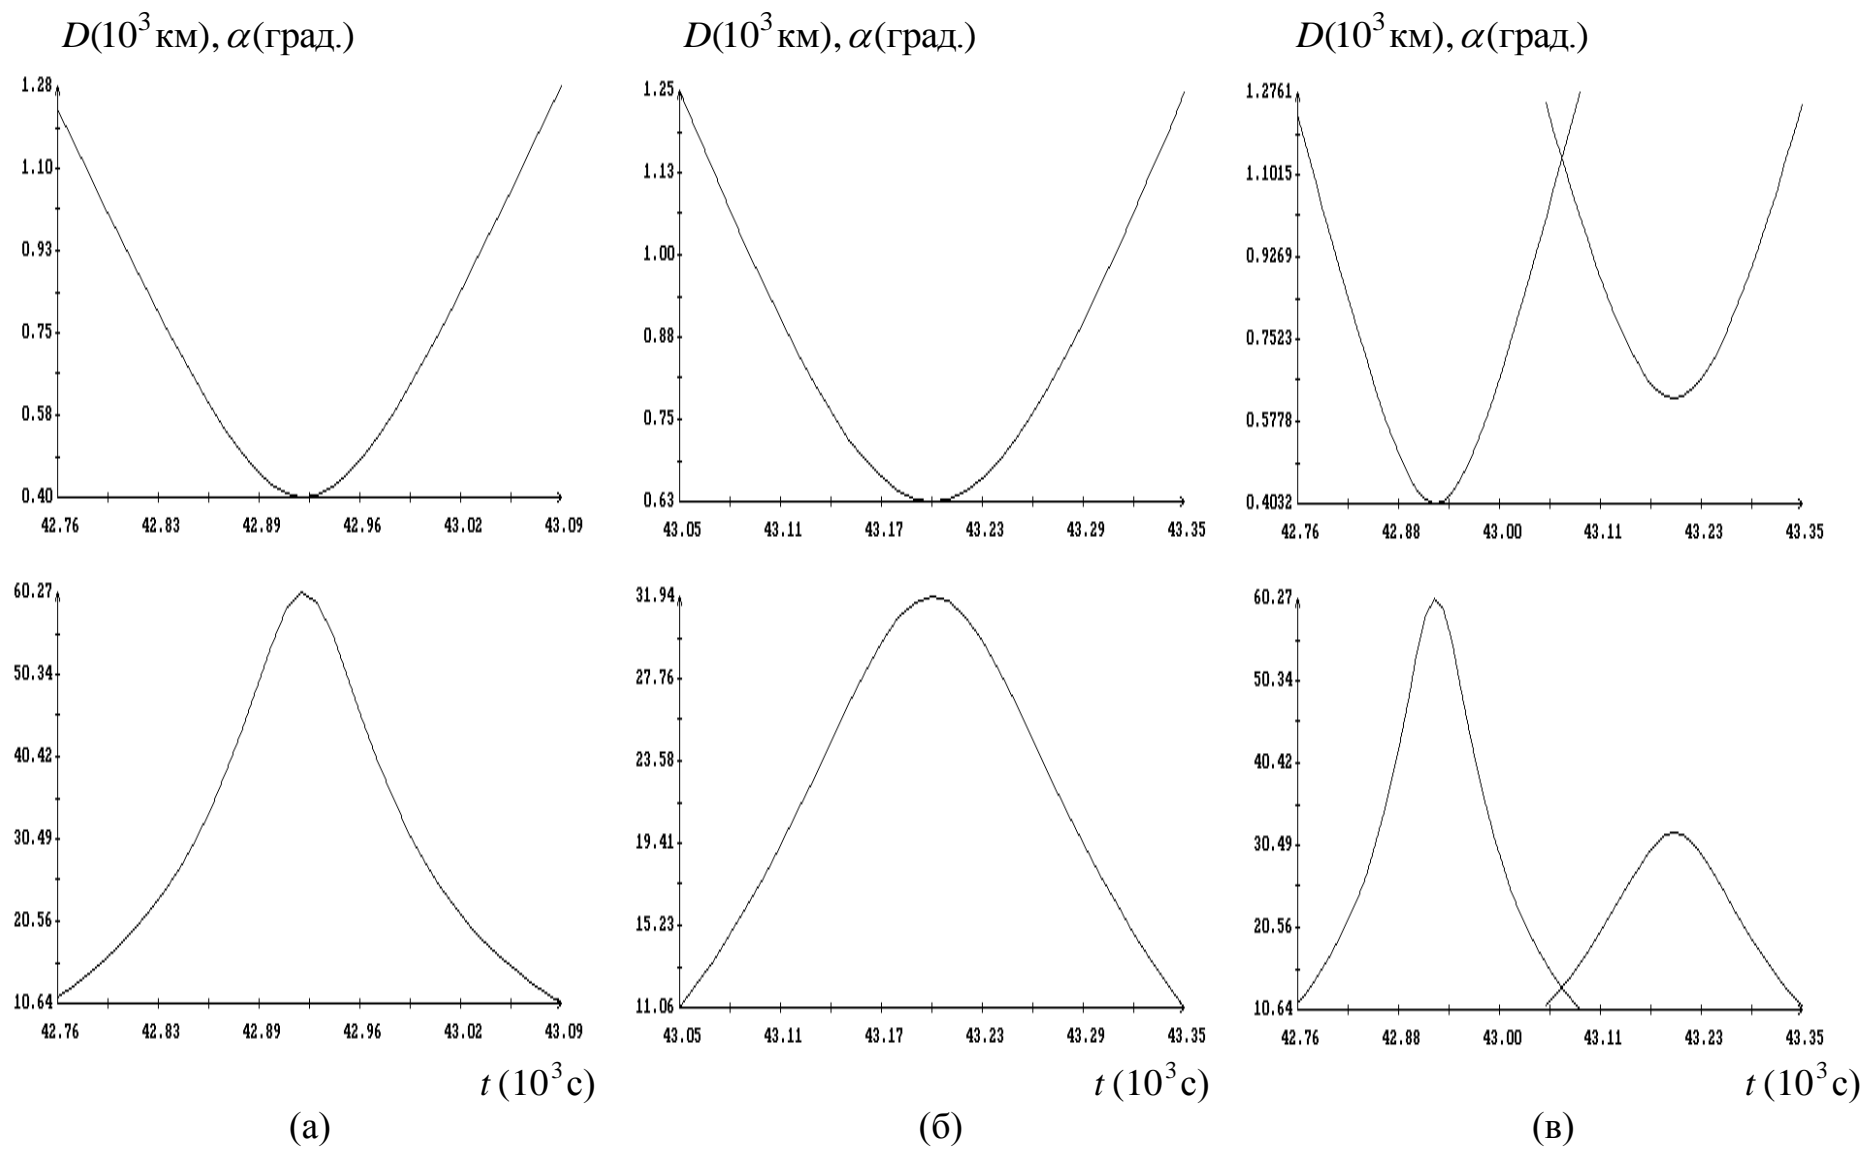 D(10³ км), α(град.)
D(10³ км), α(град.)
D(10³ км), α(град.)
1.28
1.10
0.93
0.75
0.58
0.40
42.76 42.83 42.89 42.96 43.02 43.09
1.25
1.13
1.00
0.88
0.75
0.63
43.05 43.11 43.17 43.23 43.29 43.35
1.2761
1.1015
0.9269
0.7523
0.5778
0.4032
42.76 42.88 43.00 43.11 43.23 43.35
60.27
50.34
40.42
30.49
20.56
10.64
42.76 42.83 42.89 42.96 43.02 43.09
31.94
27.76
23.58
19.41
15.23
11.06
43.05 43.11 43.17 43.23 43.29 43.35
60.27
50.34
40.42
30.49
20.56
10.64
42.76 42.88 43.00 43.11 43.23 43.35
t (10³ с)
t (10³ с)
t (10³ с)
(а)
(б)
(в)